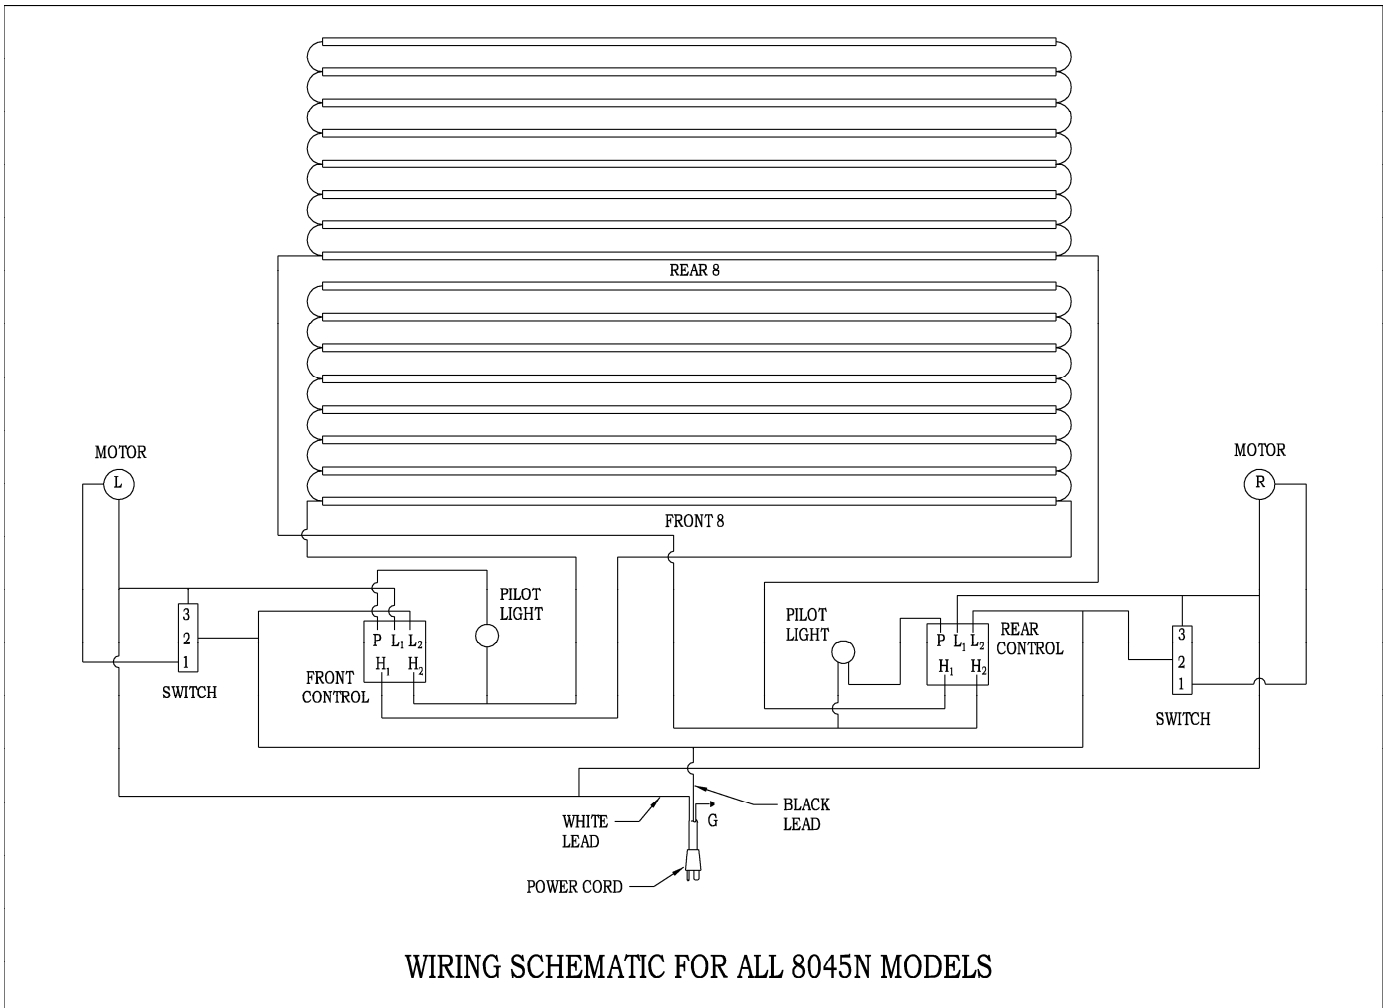 REAR 8
FRONT 8
MOTOR
L
MOTOR
R
3
2
1
SWITCH
P L₁ L₂
H₁ H₂
FRONT
CONTROL
PILOT
LIGHT
PILOT
LIGHT
P L₁ L₂
H₁ H₂
REAR
CONTROL
3
2
1
SWITCH
WHITE
LEAD
G
BLACK
LEAD
POWER CORD
WIRING SCHEMATIC FOR ALL 8045N MODELS